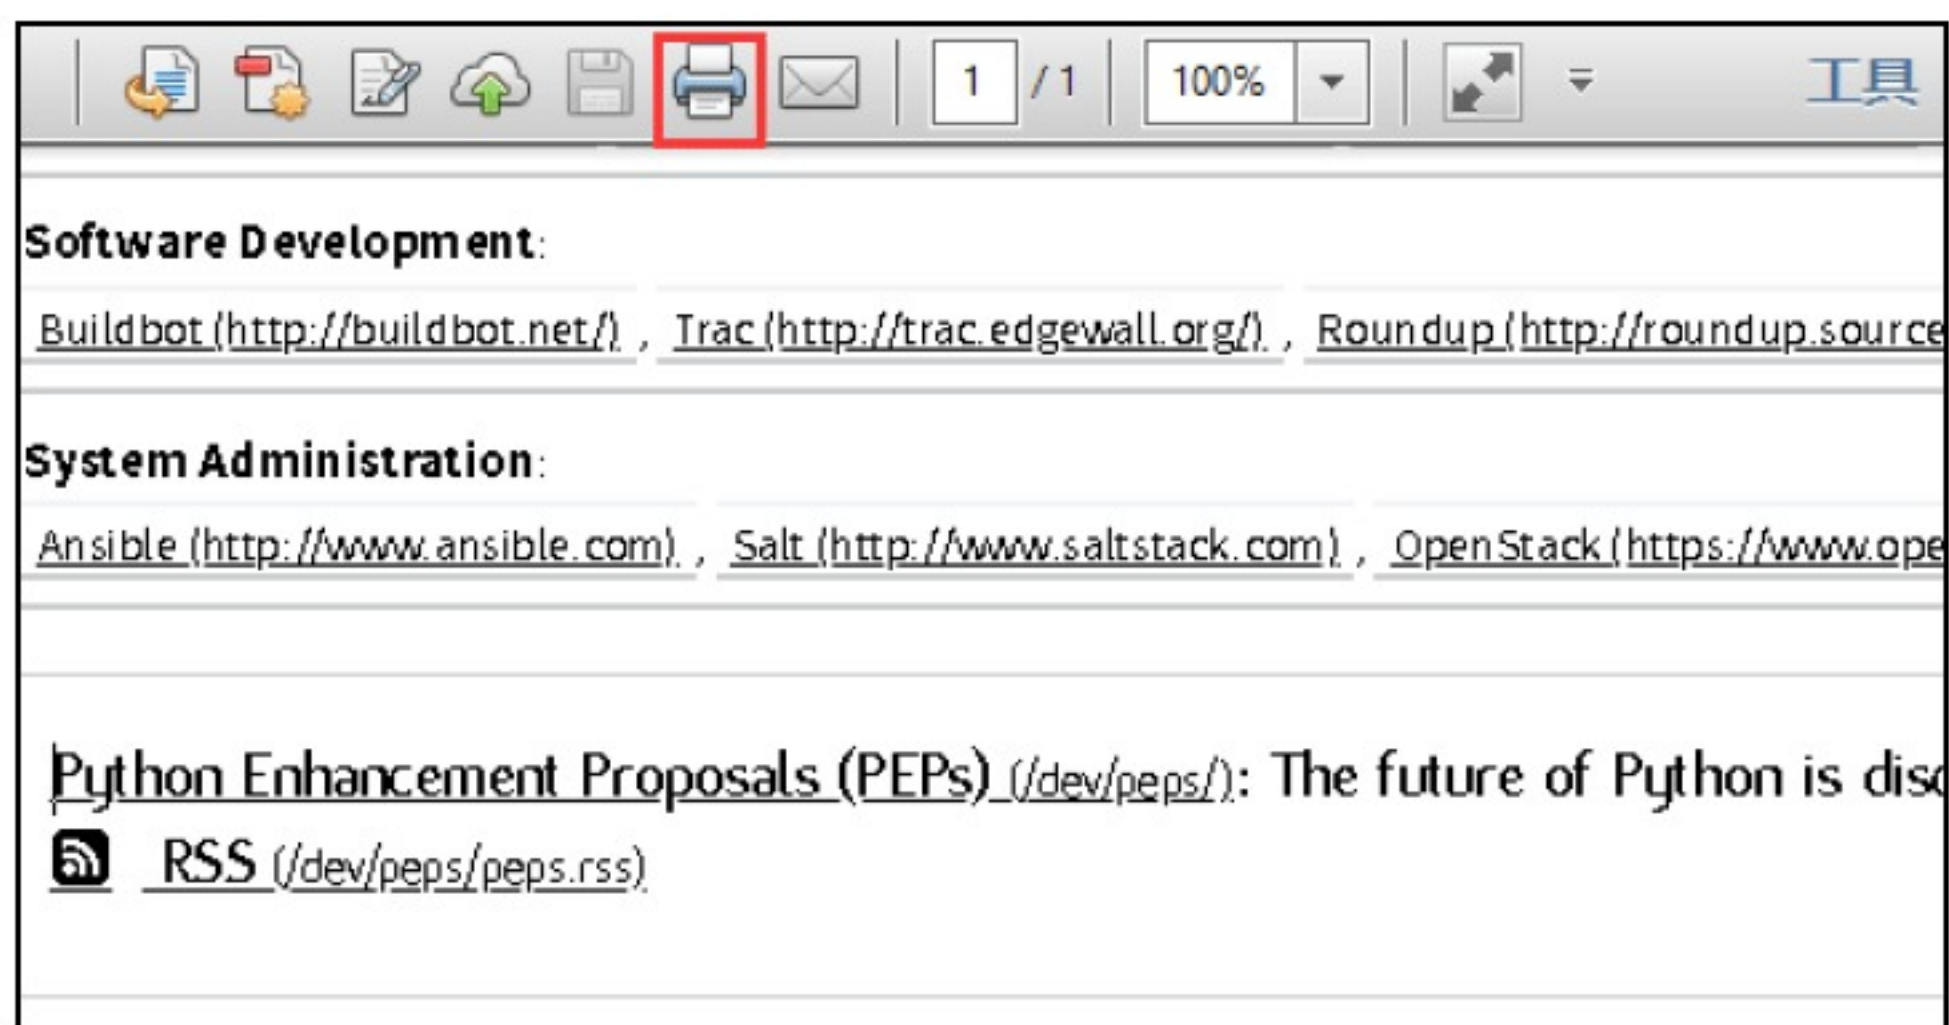 1 / 1 100% 工具
Software Development:
Buildbot (http://buildbot.net/) , Trac (http://trac.edgewall.org/) , Roundup (http://roundup.source
System Administration:
Ansible (http://www.ansible.com) , Salt (http://www.saltstack.com) , OpenStack (https://www.ope
Python Enhancement Proposals (PEPs) (/dev/peps/): The future of Python is disc
RSS (/dev/peps/peps.rss)